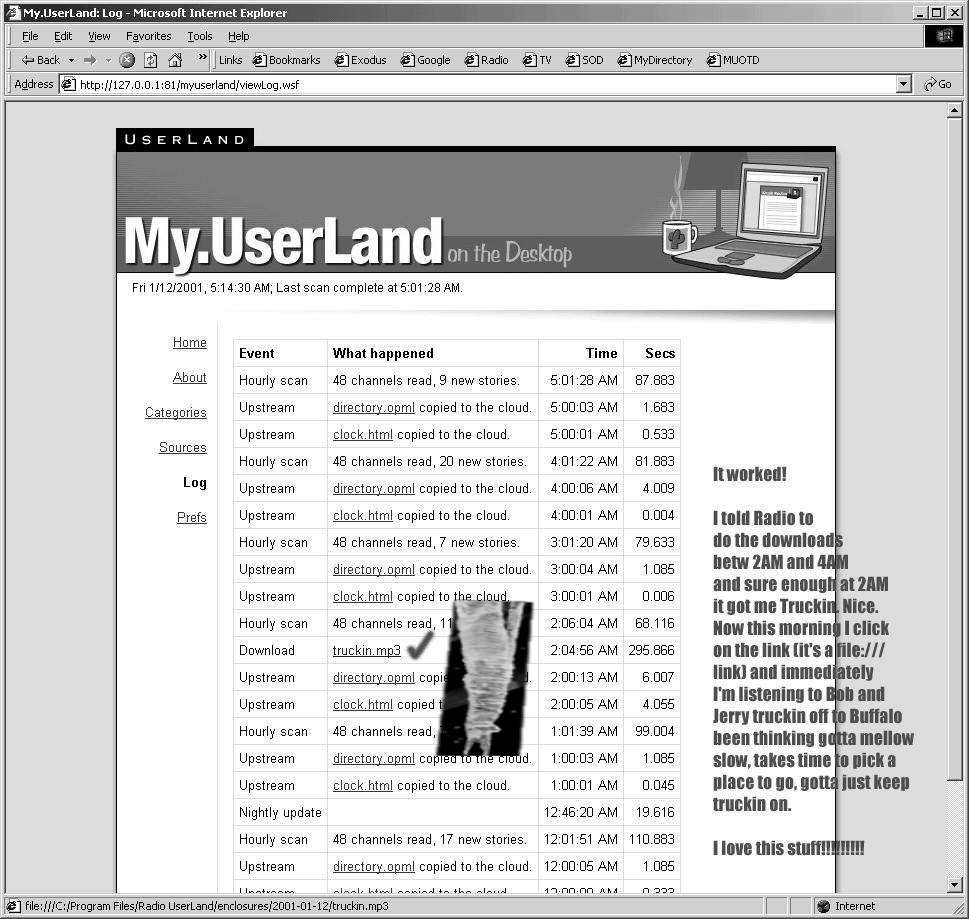 My.UserLand: Log - Microsoft Internet Explorer
File Edit View Favorites Tools Help
Back » Links Bookmarks Exodus Google Radio TV SOD MyDirectory MUOTD
Address http://127.0.0.1:81/myuserland/viewLog.wsf Go
USERLAND
My.UserLand on the Desktop
Fri 1/12/2001, 5:14:30 AM; Last scan complete at 5:01:28 AM.
Home
About
Categories
Sources
Log
Prefs
Event What happened Time Secs
Hourly scan 48 channels read, 9 new stories. 5:01:28 AM 87.883
Upstream directory.opml copied to the cloud. 5:00:03 AM 1.683
Upstream clock.html copied to the cloud. 5:00:01 AM 0.533
Hourly scan 48 channels read, 20 new stories. 4:01:22 AM 81.883
Upstream directory.opml copied to the cloud. 4:00:06 AM 4.009
Upstream clock.html copied to the cloud. 4:00:01 AM 0.004
Hourly scan 48 channels read, 7 new stories. 3:01:20 AM 79.633
Upstream directory.opml copied to the cloud. 3:00:04 AM 1.085
Upstream clock.html copied to the cloud. 3:00:01 AM 0.006
Hourly scan 48 channels read, 11 2:06:04 AM 68.116
Download truckin.mp3 2:04:56 AM 295.866
Upstream directory.opml copie d. 2:00:13 AM 6.007
Upstream clock.html copied t 2:00:05 AM 4.055
Hourly scan 48 channels read, 1:01:39 AM 99.004
Upstream directory.opml copied to the cloud. 1:00:03 AM 1.085
Upstream clock.html copied to the cloud. 1:00:01 AM 0.045
Nightly update 12:46:20 AM 19.616
Hourly scan 48 channels read, 17 new stories. 12:01:51 AM 110.883
Upstream directory.opml copied to the cloud. 12:00:05 AM 1.085
Upstream clock.html copied to the cloud. 12:00:00 AM 0.333
It worked!
I told Radio to
do the downloads
betw 2AM and 4AM
and sure enough at 2AM
it got me Truckin. Nice.
Now this morning I click
on the link (it's a file:///
link) and immediately
I'm listening to Bob and
Jerry truckin off to Buffalo
been thinking gotta mellow
slow, takes time to pick a
place to go, gotta just keep
truckin on.
I love this stuff!!!!!!!!!
file:///C:/Program Files/Radio UserLand/enclosures/2001-01-12/truckin.mp3 Internet